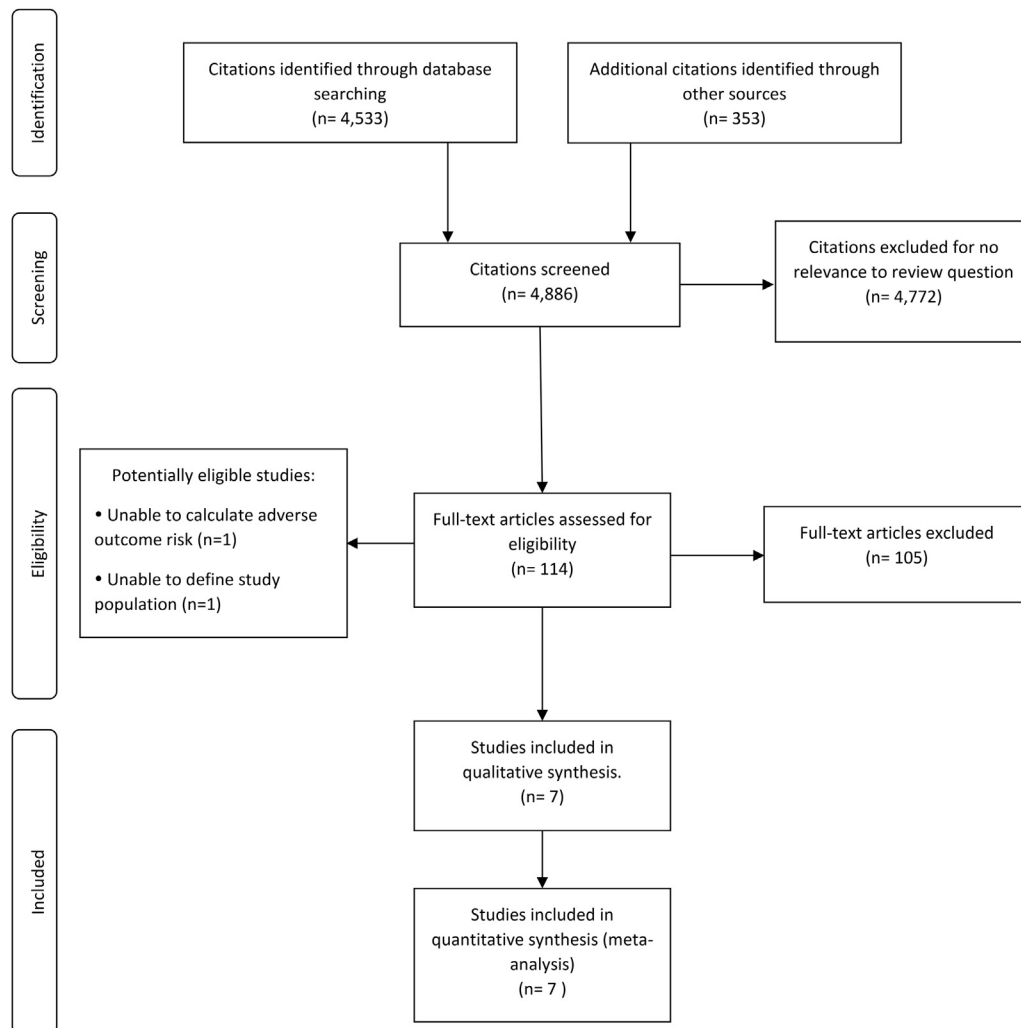 Identification
Citations identified through database
searching
(n= 4,533)
Additional citations identified through
other sources
(n= 353)
Screening
Citations screened
(n= 4,886)
Citations excluded for no
relevance to review question
(n= 4,772)
Eligibility
Potentially eligible studies:
• Unable to calculate adverse
outcome risk (n=1)
• Unable to define study
population (n=1)
Full-text articles assessed for
eligibility
(n= 114)
Full-text articles excluded
(n= 105)
Included
Studies included in
qualitative synthesis.
(n= 7)
Studies included in
quantitative synthesis (meta-
analysis)
(n= 7 )